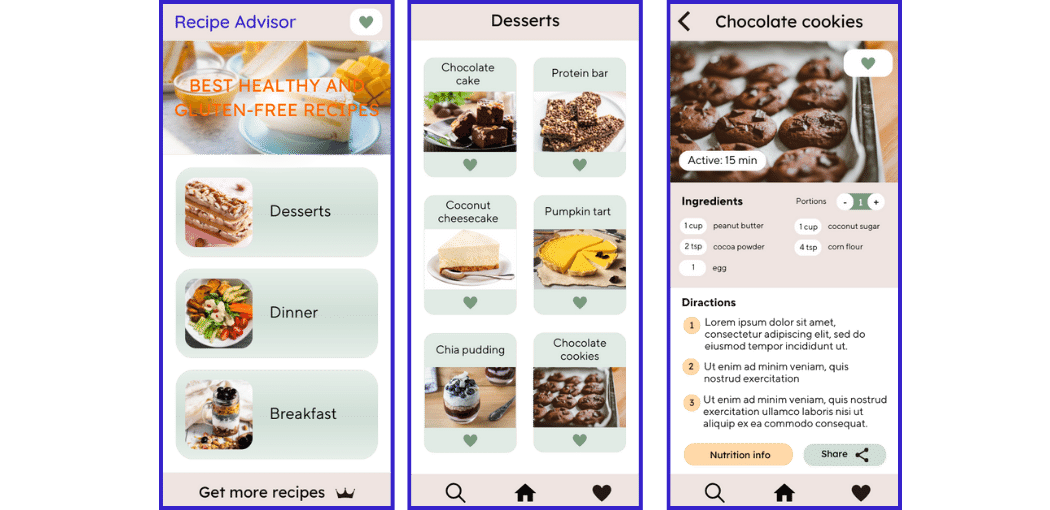 Recipe Advisor
BEST HEALTHY AND
GLUTEN-FREE RECIPES
Desserts
Dinner
Breakfast
Get more recipes
Desserts
Chocolate
cake
Protein bar
Coconut
cheesecake
Pumpkin tart
Chia pudding
Chocolate
cookies
Chocolate cookies
Active: 15 min
Ingredients
Portions - 1 +
1 cup peanut butter
1 cup coconut sugar
2 tsp cocoa powder
4 tsp corn flour
1 egg
Diractions
1 Lorem ipsum dolor sit amet,
consectetur adipiscing elit, sed do
eiusmod tempor incididunt ut.
2 Ut enim ad minim veniam, quis
nostrud exercitation
3 Ut enim ad minim veniam, quis nostrud
exercitation ullamco laboris nisi ut
aliquip ex ea commodo consequat.
Nutrition info
Share